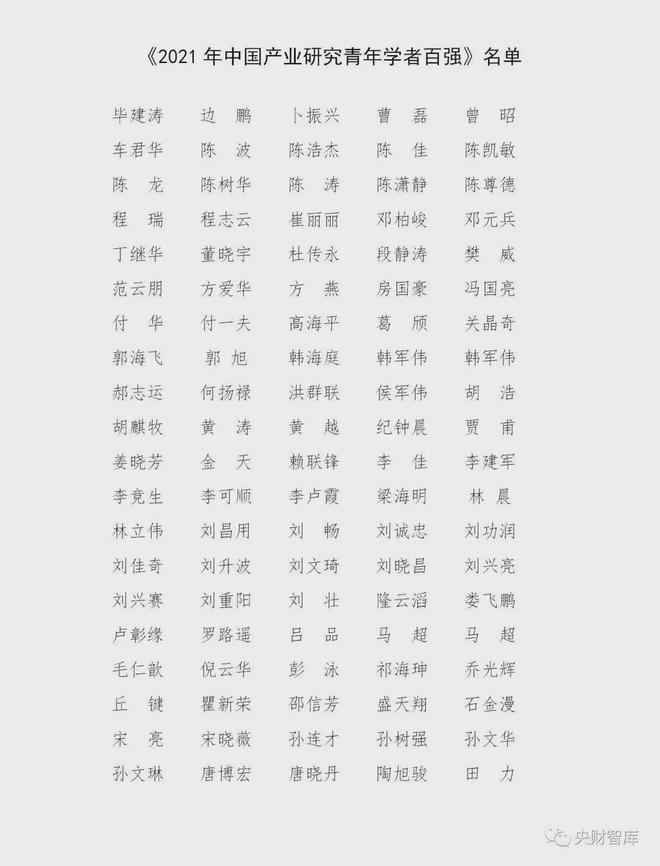 《2021 年中国产业研究青年学者百强》名单
毕建涛 边 鹏 卜振兴 曹 磊 曾 昭
车君华 陈 波 陈浩杰 陈 佳 陈凯敏
陈 龙 陈树华 陈 涛 陈潇静 陈尊德
程 瑞 程志云 崔丽丽 邓柏峻 邓元兵
丁继华 董晓宇 杜传永 段静涛 樊 威
范云朋 方爱华 方 燕 房国豪 冯国亮
付 华 付一夫 高海平 葛 颀 关晶奇
郭海飞 郭 旭 韩海庭 韩军伟 韩军伟
郝志运 何扬禄 洪群联 侯军伟 胡 浩
胡麒牧 黄 涛 黄 越 纪钟晨 贾 甫
姜晓芳 金 天 赖联锋 李 佳 李建军
李竞生 李可顺 李卢霞 梁海明 林 晨
林立伟 刘昌用 刘 畅 刘诚忠 刘功润
刘佳奇 刘升波 刘文琦 刘晓昌 刘兴亮
刘兴赛 刘重阳 刘 壮 隆云滔 娄飞鹏
卢彰缘 罗路遥 吕 品 马 超 马 超
毛仁歆 倪云华 彭 泳 祁海珅 乔光辉
丘 键 瞿新荣 邵信芳 盛天翔 石金漫
宋 亮 宋晓薇 孙连才 孙树强 孙文华
孙文琳 唐博宏 唐晓丹 陶旭骏 田 力
央财智库